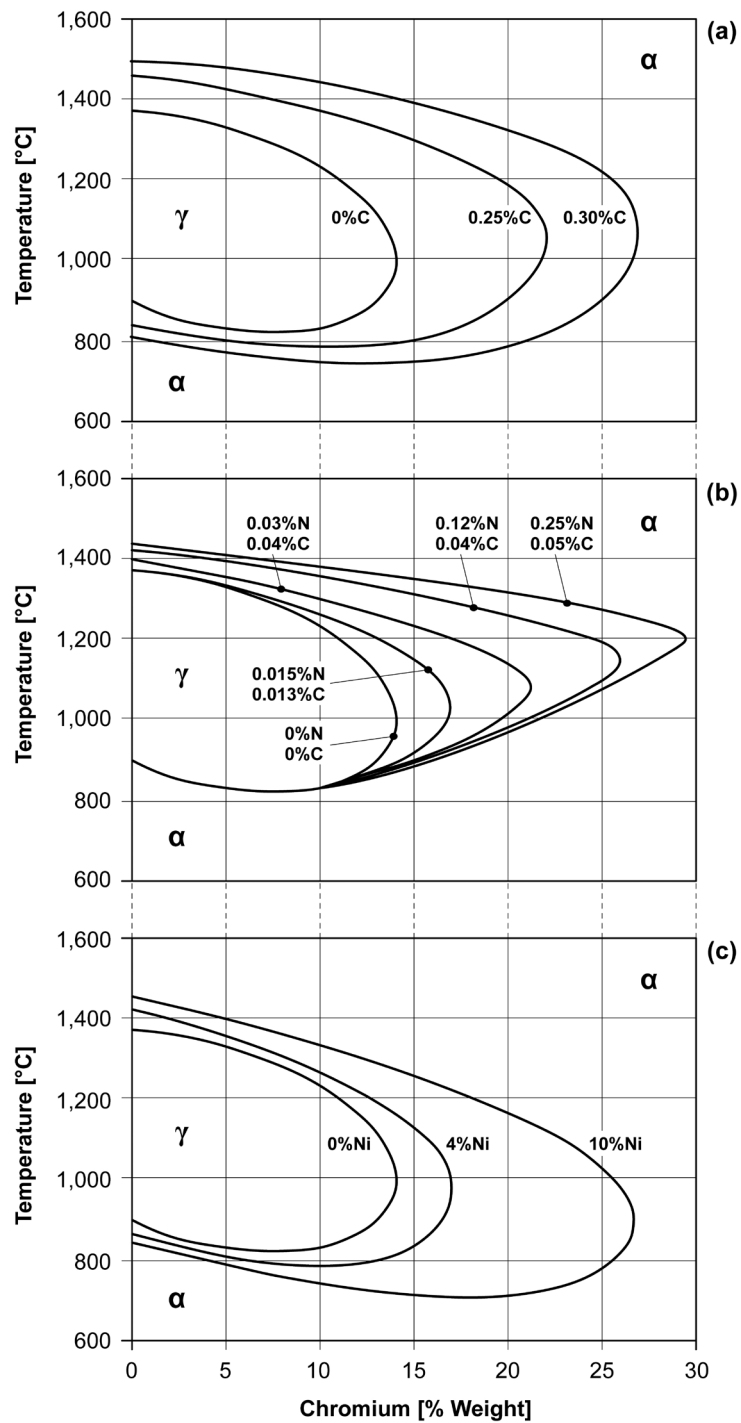 (a)
1,600
1,400
1,200
1,000
800
600
Temperature [°C]
α
γ
0%C
0.25%C
0.30%C
α
(b)
1,600
1,400
1,200
1,000
800
600
Temperature [°C]
α
0.03%N
0.04%C
0.12%N
0.04%C
0.25%N
0.05%C
γ
0.015%N
0.013%C
0%N
0%C
α
(c)
1,600
1,400
1,200
1,000
800
600
Temperature [°C]
α
γ
0%Ni
4%Ni
10%Ni
α
0 5 10 15 20 25 30
Chromium [% Weight]